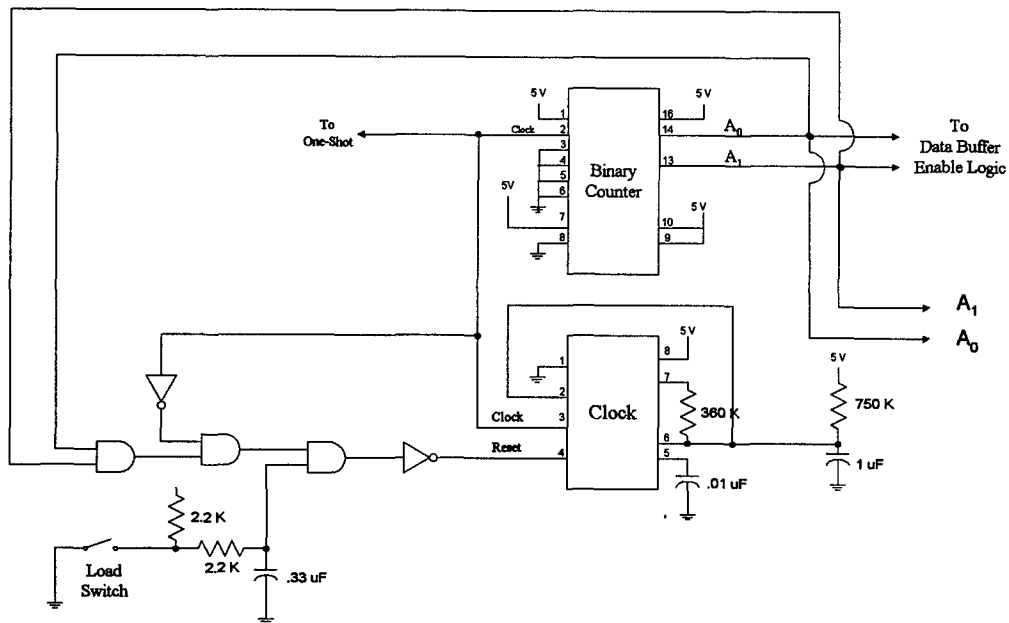 5 V
1
2
3
4
5
6
7
8
16
14
13
10
9
5 V
5V
5 V
Clock
To
One-Shot
Binary
Counter
A0
A1
To
Data Buffer
Enable Logic
A1
A0
Clock
1
2
3
4
8
7
6
5
5 V
360 K
5 V
750 K
1 uF
.01 uF
Clock
Reset
2.2 K
2.2 K
.33 uF
Load
Switch